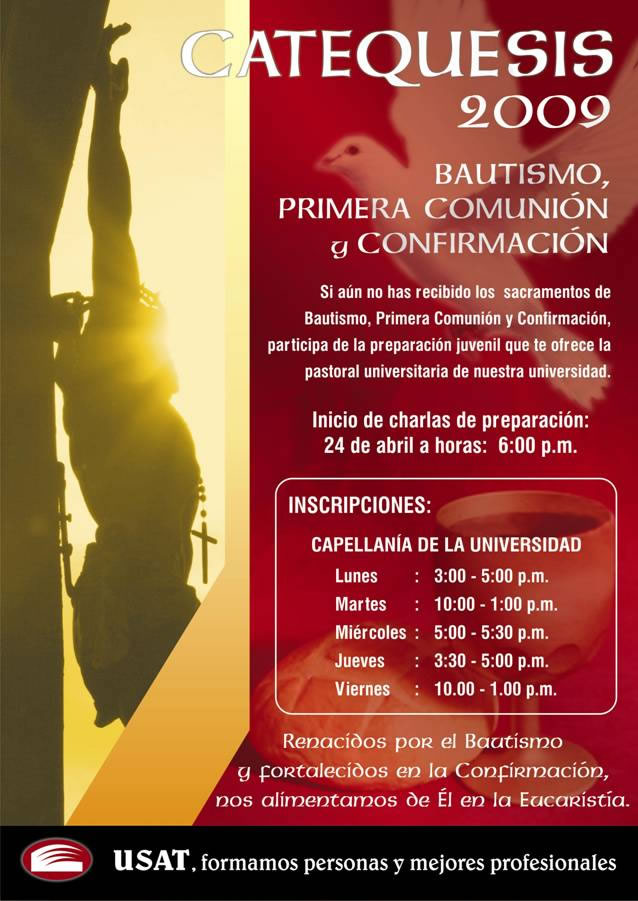 CATEQUESIS
2009
BAUTISMO,
PRIMERA COMUNIÓN
y CONFIRMACIÓN
Si aún no has recibido los sacramentos de
Bautismo, Primera Comunión y Confirmación,
participa de la preparación juvenil que te ofrece la
pastoral universitaria de nuestra universidad.
Inicio de charlas de preparación:
24 de abril a horas: 6:00 p.m.
INSCRIPCIONES:
CAPELLANÍA DE LA UNIVERSIDAD
Lunes : 3:00 - 5:00 p.m.
Martes : 10:00 - 1:00 p.m.
Miércoles : 5:00 - 5:30 p.m.
Jueves : 3:30 - 5:00 p.m.
Viernes : 10.00 - 1.00 p.m.
Renacidos por el Bautismo
y fortalecidos en la Confirmación,
nos alimentamos de Él en la Eucaristía.
USAT, formamos personas y mejores profesionales